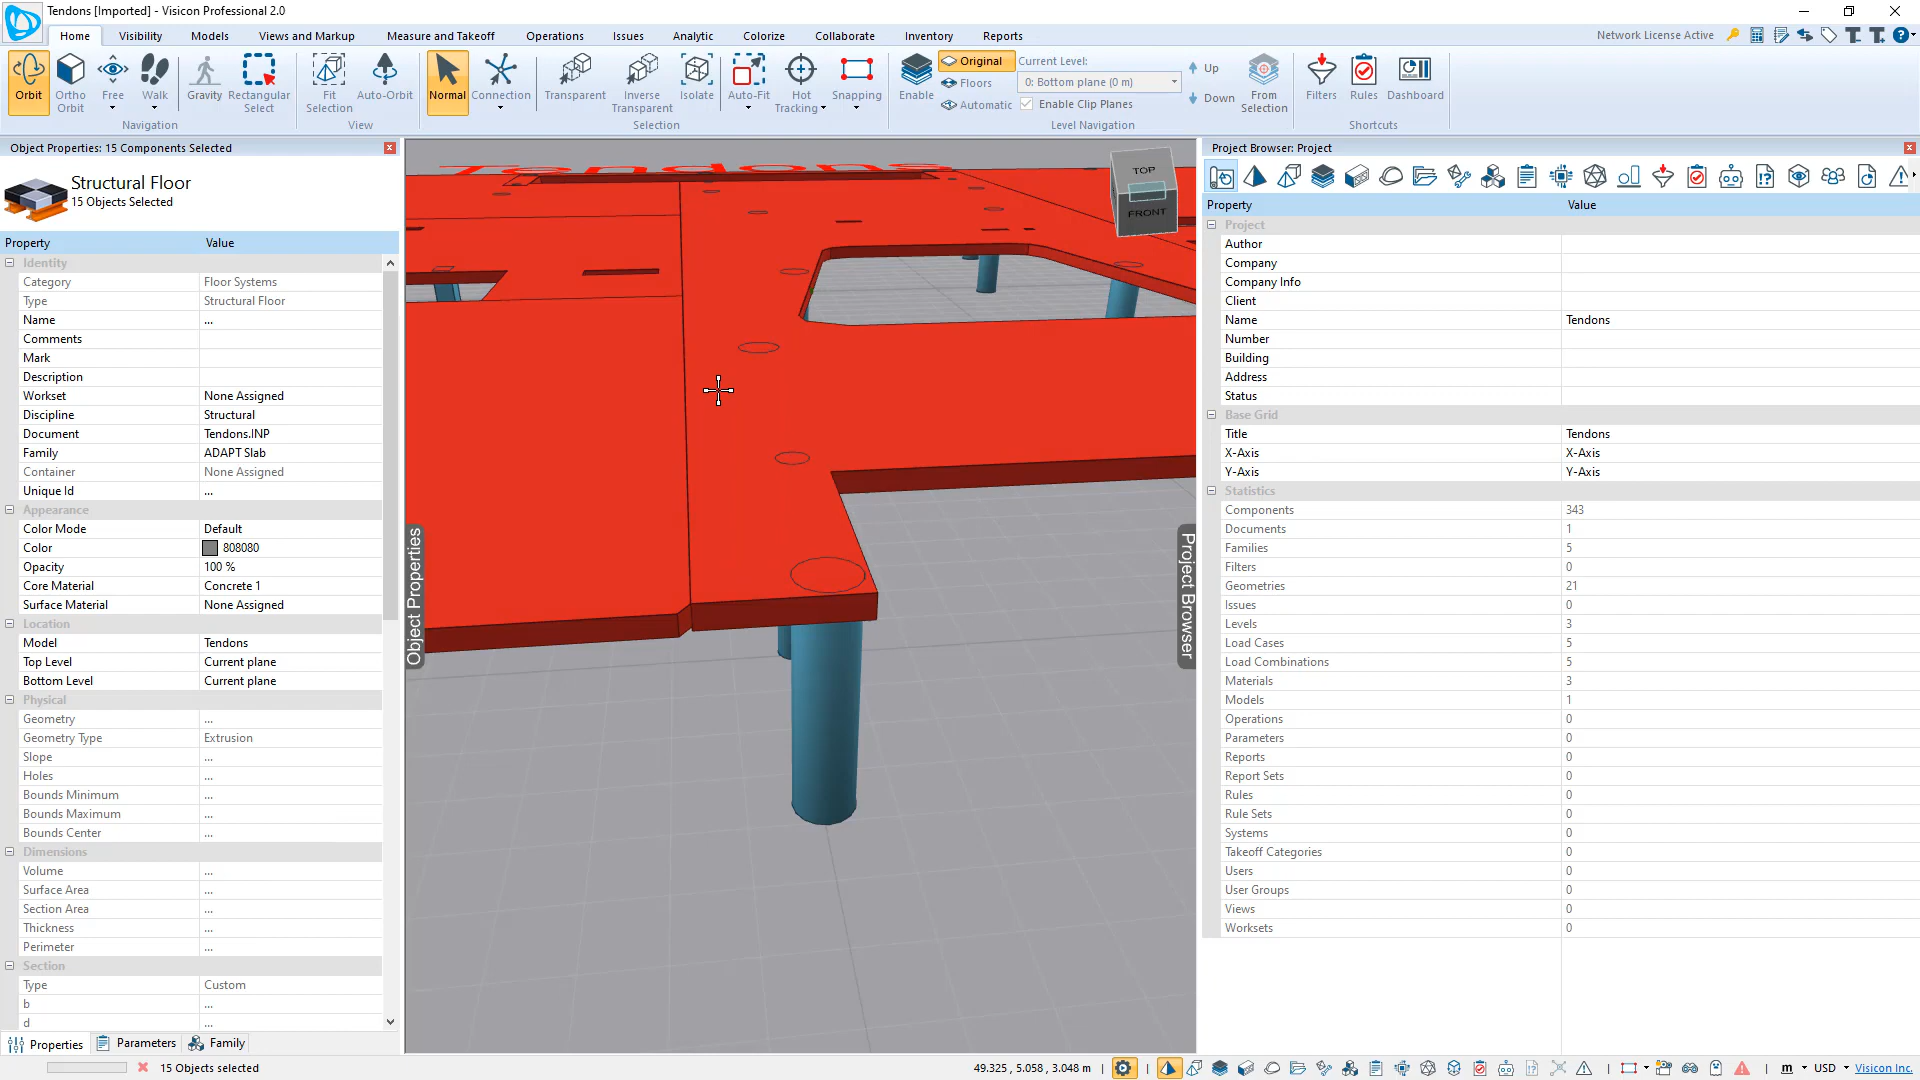 Tendons [Imported] - Visicon Professional 2.0
Home Visibility Models Views and Markup Measure and Takeoff Operations Issues Analytic Colorize Collaborate Inventory Reports Network License Active
Orbit Ortho Orbit Free Walk Gravity Rectangular Select Fit Selection Auto-Orbit Normal Connection Transparent Inverse Transparent Isolate Auto-Fit Hot Tracking Snapping Enable From Selection Filters Rules Dashboard
Original Current Level: Up
Floors 0: Bottom plane (0 m)
Automatic Enable Clip Planes Down
Navigation View Selection Level Navigation Shortcuts
Object Properties: 15 Components Selected
Structural Floor
15 Objects Selected
Property Value
Identity
Category Floor Systems
Type Structural Floor
Name ...
Comments
Mark
Description
Workset None Assigned
Discipline Structural
Document Tendons.INP
Family ADAPT Slab
Container None Assigned
Unique Id ...
Appearance
Color Mode Default
Color 808080
Opacity 100 %
Core Material Concrete 1
Surface Material None Assigned
Location
Model Tendons
Top Level Current plane
Bottom Level Current plane
Physical
Geometry ...
Geometry Type Extrusion
Slope ...
Holes ...
Bounds Minimum ...
Bounds Maximum ...
Bounds Center ...
Dimensions
Volume ...
Surface Area ...
Section Area ...
Thickness ...
Perimeter ...
Section
Type Custom
b ...
d ...
Properties Parameters Family
Tendons
TOP
FRONT
Object Properties
Project Browser
Project Browser: Project
Property Value
Project
Author
Company
Company Info
Client
Name Tendons
Number
Building
Address
Status
Base Grid
Title Tendons
X-Axis X-Axis
Y-Axis Y-Axis
Statistics
Components 343
Documents 1
Families 5
Filters 0
Geometries 21
Issues 0
Levels 3
Load Cases 5
Load Combinations 5
Materials 3
Models 1
Operations 0
Parameters 0
Reports 0
Report Sets 0
Rules 0
Rule Sets 0
Systems 0
Takeoff Categories 0
Users 0
User Groups 0
Views 0
Worksets 0
15 Objects selected
49.325 , 5.058 , 3.048 m
m USD Visicon Inc.